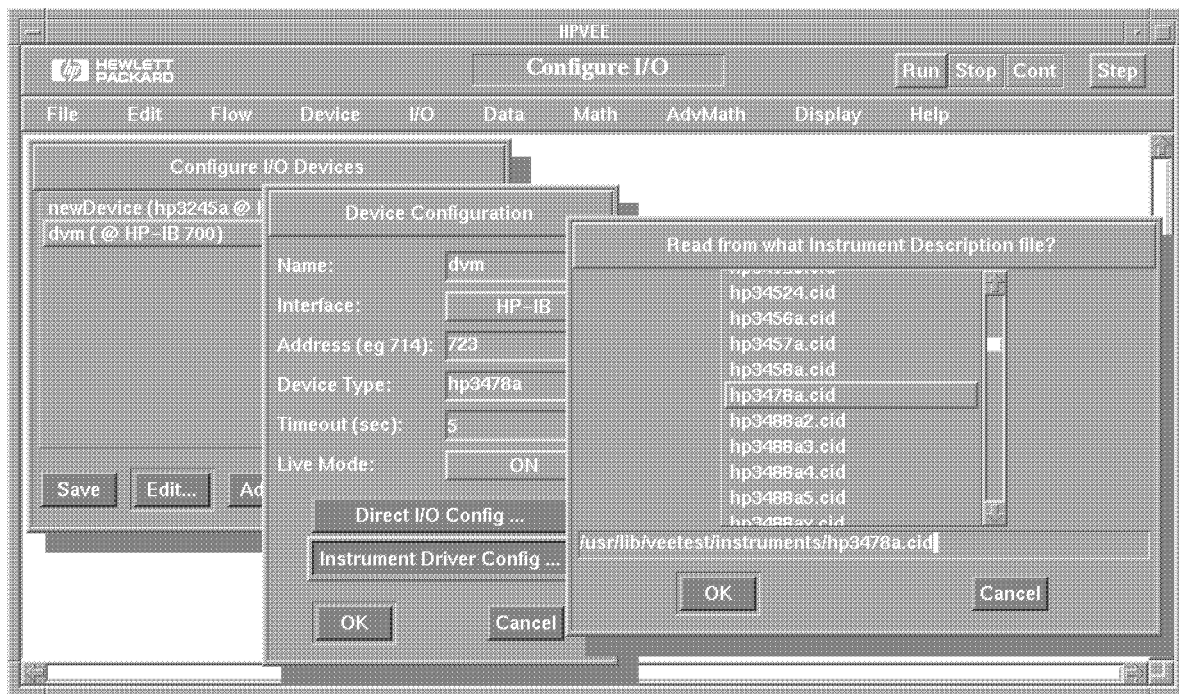 HPVEE
HEWLETT
PACKARD
Configure I/O
Run Stop Cont Step
File Edit Flow Device I/O Data Math AdvMath Display Help
Configure I/O Devices
newDevice (hp3245a @
dvm ( @ HP-IB 700)
Save Edit... Ad
Device Configuration
Name: dvm
Interface: HP-IB
Address (eg 714): 723
Device Type: hp3478a
Timeout (sec): 5
Live Mode: ON
Direct I/O Config ...
Instrument Driver Config ...
OK Cancel
Read from what Instrument Description file?
hp34524.cid
hp3456a.cid
hp3457a.cid
hp3458a.cid
hp3478a.cid
hp3488a2.cid
hp3488a3.cid
hp3488a4.cid
hp3488a5.cid
hp3488ax.cid
/usr/lib/veetest/instruments/hp3478a.cid
OK Cancel